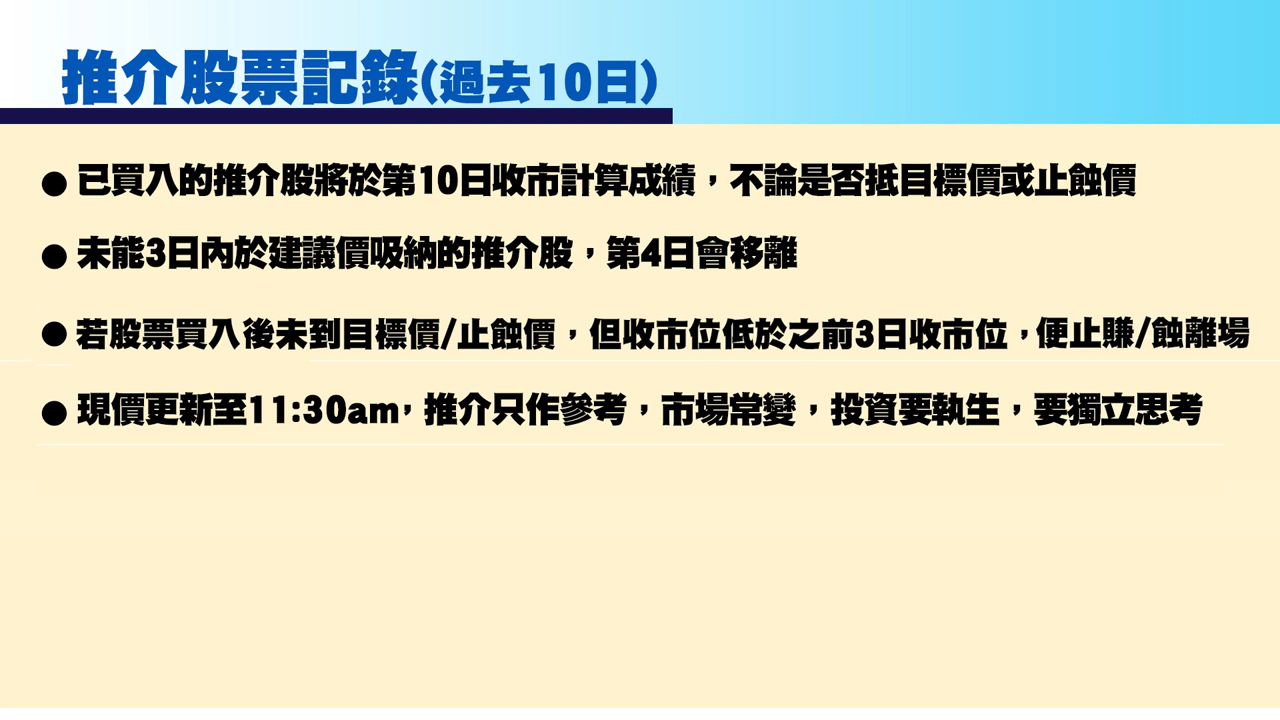 推介股票記錄(過去10日)
● 已買入的推介股將於第10日收市計算成績，不論是否抵目標價或止蝕價
● 未能3日內於建議價吸納的推介股，第4日會移離
● 若股票買入後未到目標價/止蝕價，但收市位低於之前3日收市位，便止賺/蝕離場
● 現價更新至11:30am，推介只作參考，市場常變，投資要執生，要獨立思考